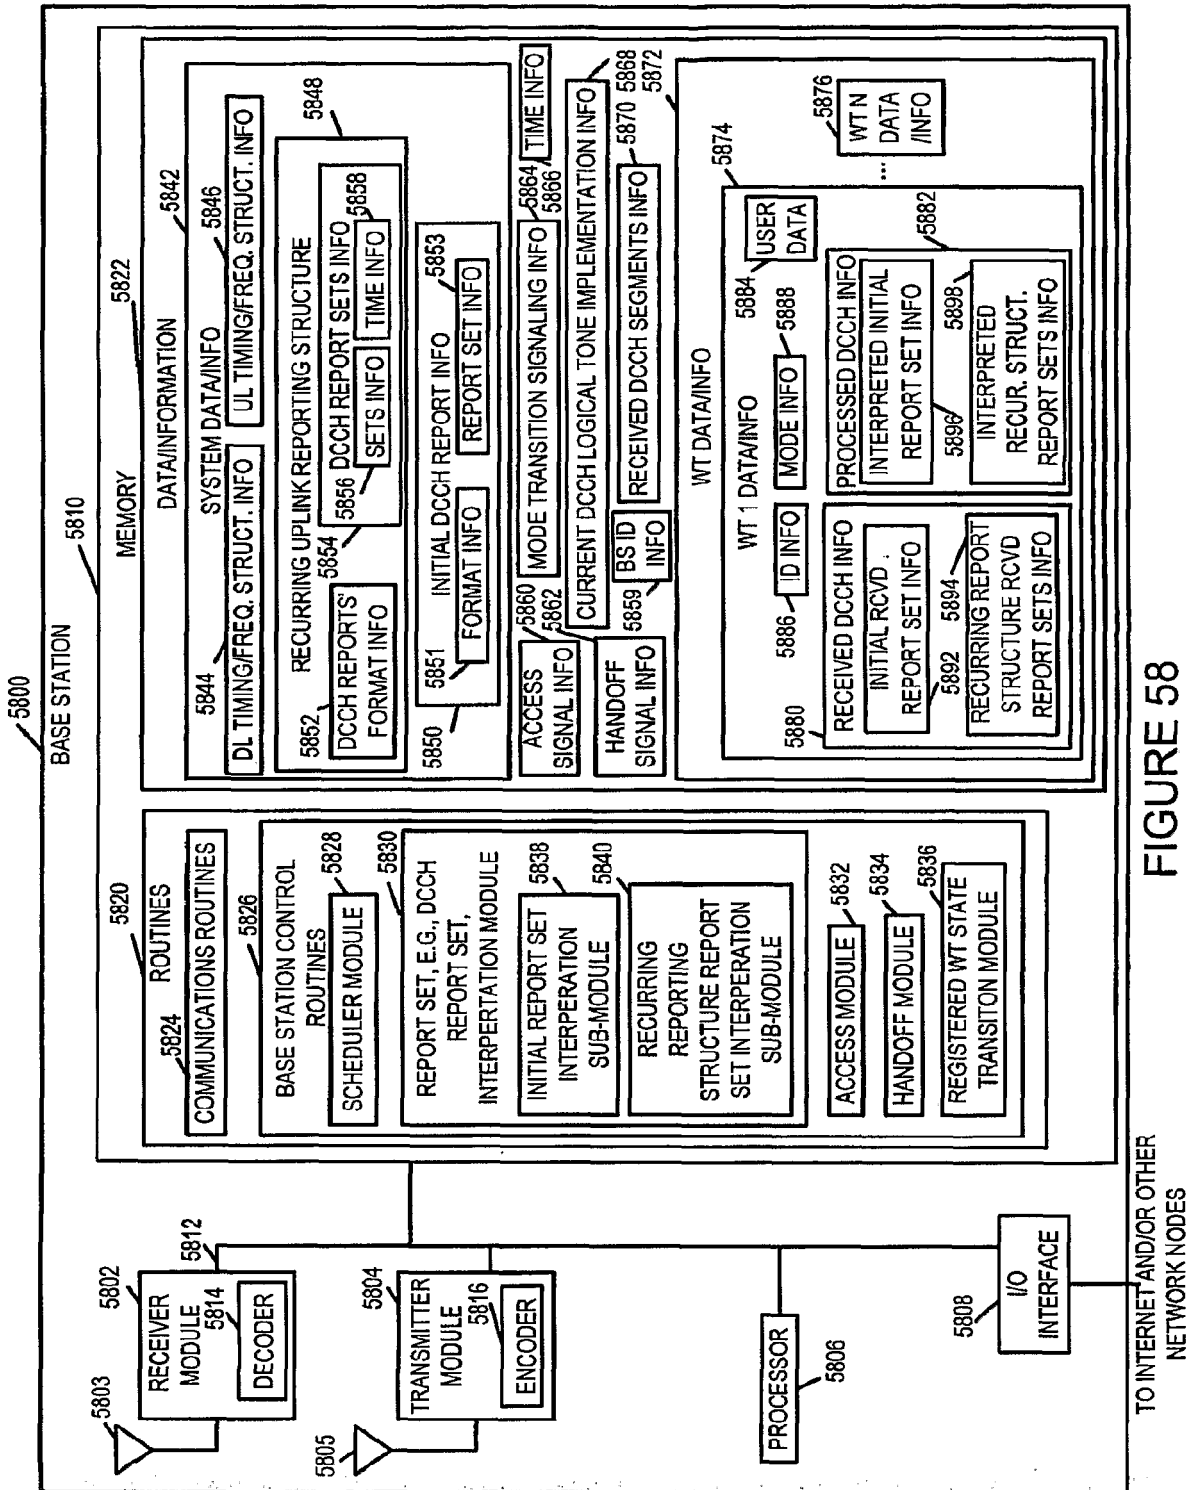 5800
BASE STATION
5803
5802
RECEIVER
MODULE
5814
DECODER
5812
5805
5804
TRANSMITTER
MODULE
5816
ENCODER
PROCESSOR
5806
5808
I/O
INTERFACE
TO INTERNET AND/OR OTHER
NETWORK NODES
5810
MEMORY
5820
ROUTINES
5824
COMMUNICATIONS ROUTINES
5826
BASE STATION CONTROL
ROUTINES
5828
SCHEDULER MODULE
5830
REPORT SET, E.G., DCCH
REPORT SET,
INTERPERTATION MODULE
5838
INITIAL REPORT SET
INTERPERATION
SUB-MODULE
5840
RECURRING
REPORTING
STRUCTURE REPORT
SET INTERPERATION
SUB-MODULE
5832
ACCESS MODULE
5834
HANDOFF MODULE
5836
REGISTERED WT STATE
TRANSITION MODULE
5822
DATA/INFORMATION
5842
SYSTEM DATA/INFO
5844
DL TIMING/FREQ. STRUCT. INFO
5846
UL TIMING/FREQ. STRUCT. INFO
5848
RECURRING UPLINK REPORTING STRUCTURE
5852
DCCH REPORTS'
FORMAT INFO
5854
DCCH REPORT SETS INFO
5856
SETS INFO
5858
TIME INFO
5850
INITIAL DCCH REPORT INFO
5851
FORMAT INFO
5853
REPORT SET INFO
5860
ACCESS
SIGNAL INFO
5864
MODE TRANSITION SIGNALING INFO
5866
TIME INFO
5868
CURRENT DCCH LOGICAL TONE IMPLEMENTATION INFO
5862
HANDOFF
SIGNAL INFO
5859
BS ID
INFO
5870
RECEIVED DCCH SEGMENTS INFO
5872
WT DATA/INFO
5874
WT 1 DATA/INFO
5876
WT N
DATA
/INFO
...
5884
USER
DATA
5886
ID INFO
5888
MODE INFO
5880
RECEIVED DCCH INFO
INITIAL RCVD
REPORT SET INFO
5892
5894
RECURRING REPORT
STRUCTURE RCVD
REPORT SETS INFO
5882
PROCESSED DCCH INFO
INTERPRETED INITIAL
REPORT SET INFO
5896
5898
INTERPRETED
RECUR. STRUCT.
REPORT SETS INFO
FIGURE 58